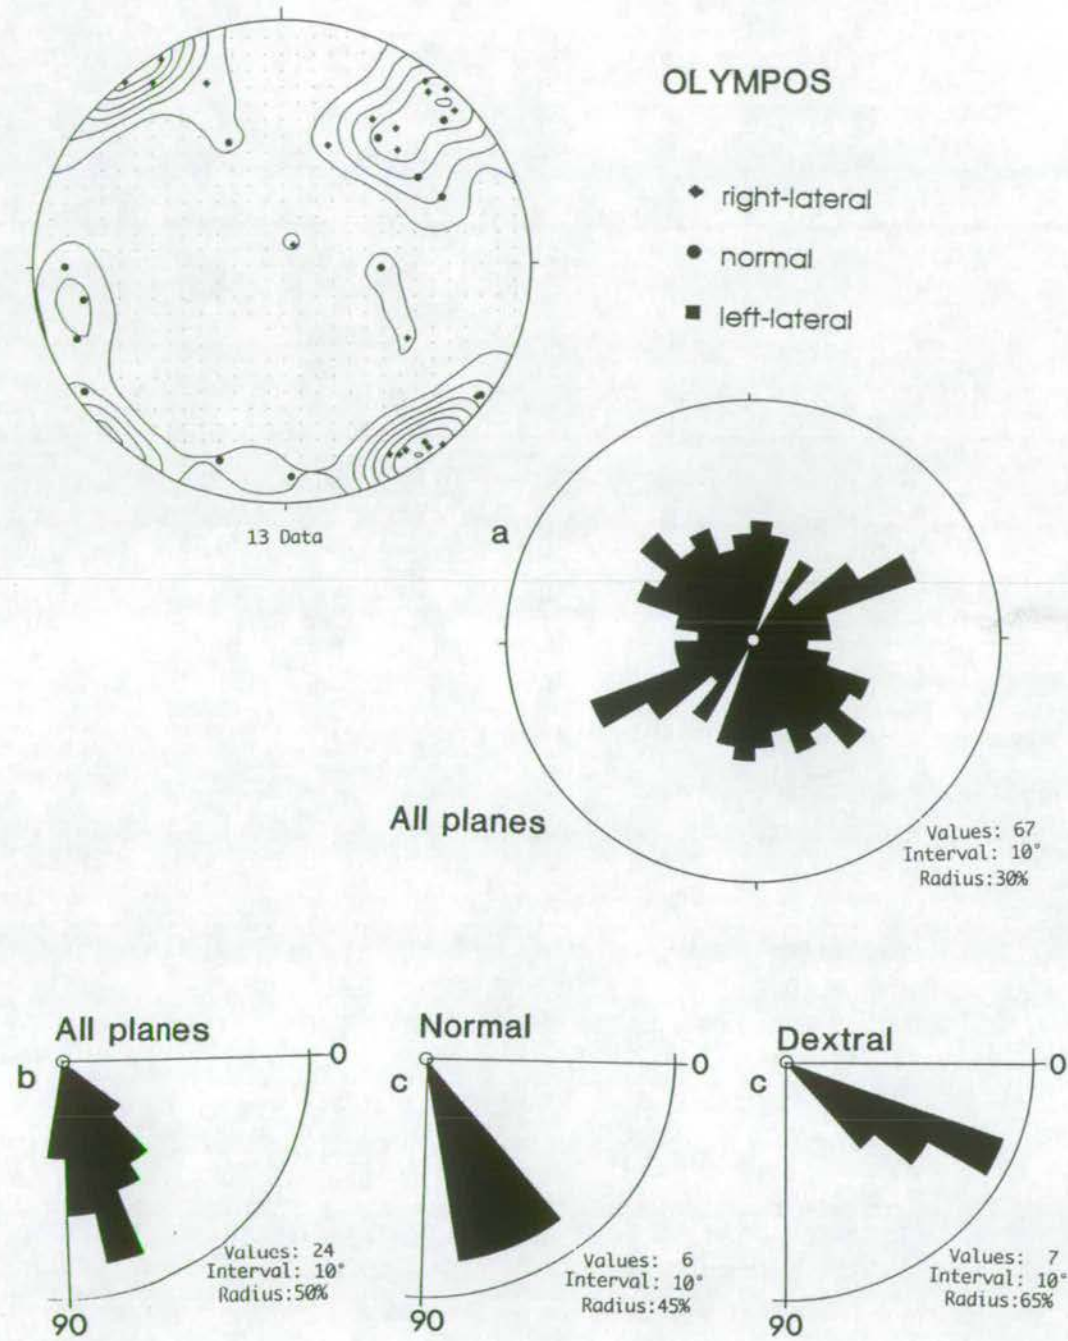 OLYMPOS
right-lateral
normal
left-lateral
13 Data
a
All planes
Values: 67
Interval: 10°
Radius:30%
All planes
b
0
Values: 24
Interval: 10°
Radius:50%
90
Normal
c
0
Values: 6
Interval: 10°
Radius:45%
90
Dextral
c
0
Values: 7
Interval: 10°
Radius:65%
90